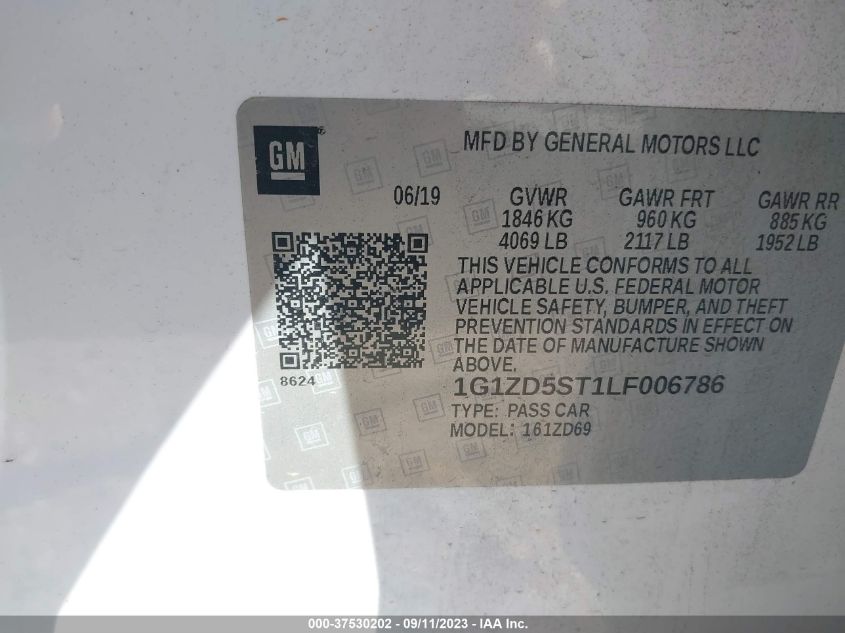 MFD BY GENERAL MOTORS LLC
GM
06/19
GVWR GAWR FRT GAWR RR
1846 KG 960 KG 885 KG
4069 LB 2117 LB 1952 LB
THIS VEHICLE CONFORMS TO ALL
APPLICABLE U.S. FEDERAL MOTOR
VEHICLE SAFETY, BUMPER, AND THEFT
PREVENTION STANDARDS IN EFFECT ON
THE DATE OF MANUFACTURE SHOWN
ABOVE.
8624
1G1ZD5ST1LF006786
TYPE: PASS CAR
MODEL: 161ZD69
000-37530202 - 09/11/2023 - IAA Inc.